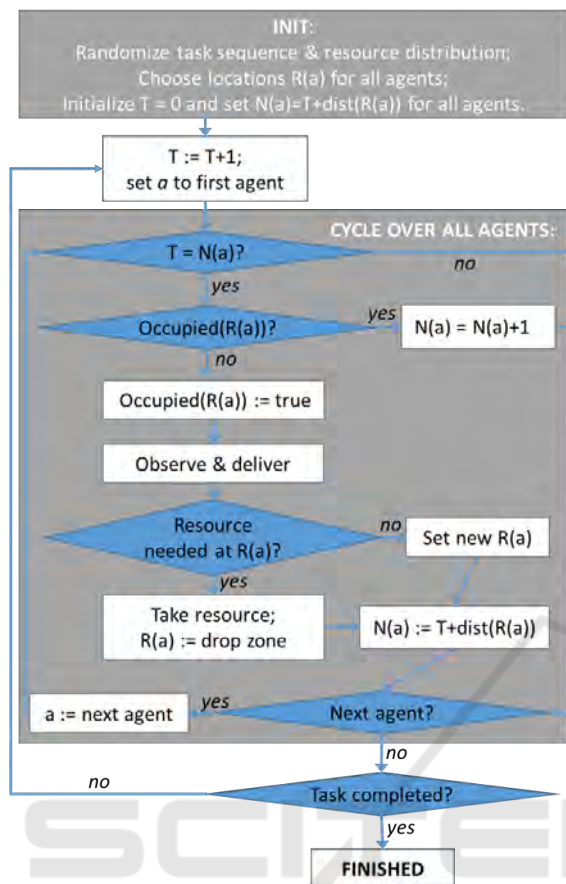 INIT:
Randomize task sequence & resource distribution;
Choose locations R(a) for all agents;
Initialize T = 0 and set N(a)=T+dist(R(a)) for all agents.
T := T+1;
set a to first agent
CYCLE OVER ALL AGENTS:
T = N(a)?
no
yes
Occupied(R(a))?
yes
N(a) = N(a)+1
no
Occupied(R(a)) := true
Observe & deliver
Resource
needed at R(a)?
no
Set new R(a)
yes
Take resource;
R(a) := drop zone
N(a) := T+dist(R(a))
a := next agent
yes
Next agent?
no
no
Task completed?
yes
FINISHED
SCITE